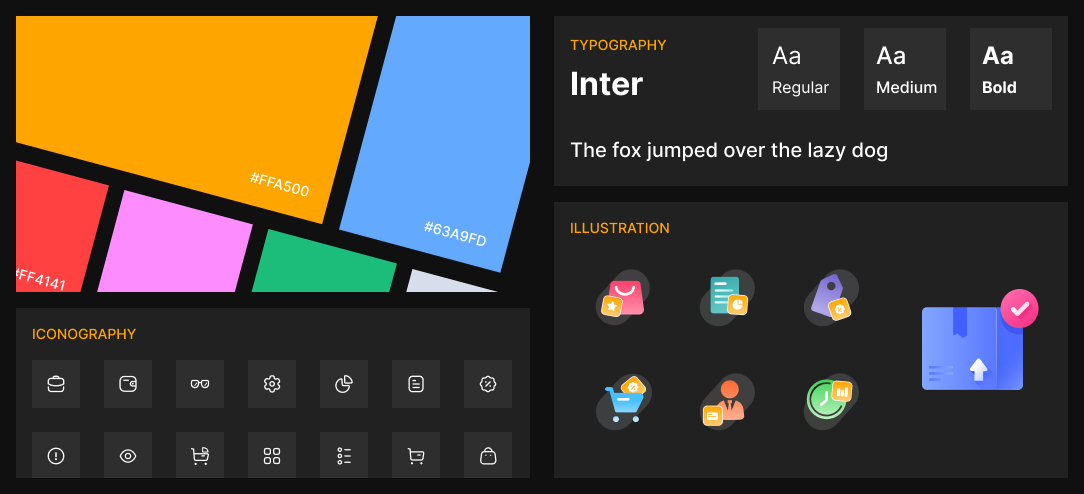 #FFA500
#63A9FD
#FF4141
ICONOGRAPHY
TYPOGRAPHY
Inter
Aa
Regular
Aa
Medium
Aa
Bold
The fox jumped over the lazy dog
ILLUSTRATION